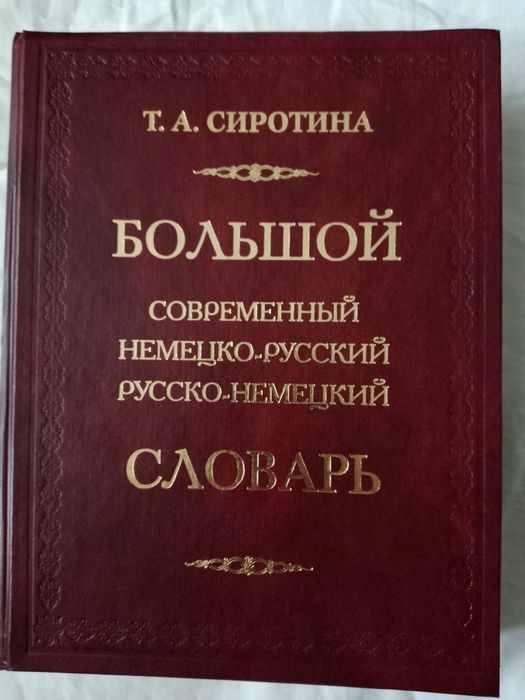 Т. А. СИРОТИНА
БОЛЬШОЙ
СОВРЕМЕННЫЙ
НЕМЕЦКО-РУССКИЙ
РУССКО-НЕМЕЦКИЙ
СЛОВАРЬ